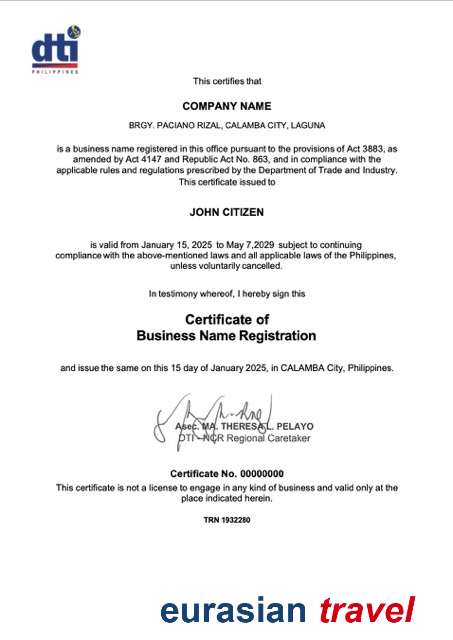 dti
PHILIPPINES
This certifies that
COMPANY NAME
BRGY. PACIANO RIZAL, CALAMBA CITY, LAGUNA
is a business name registered in this office pursuant to the provisions of Act 3883, as
amended by Act 4147 and Republic Act No. 863, and in compliance with the
applicable rules and regulations prescribed by the Department of Trade and Industry.
This certificate issued to
JOHN CITIZEN
is valid from January 15, 2025 to May 7,2029 subject to continuing
compliance with the above-mentioned laws and all applicable laws of the Philippines,
unless voluntarily cancelled.
In testimony whereof, I hereby sign this
Certificate of
Business Name Registration
and issue the same on this 15 day of January 2025, in CALAMBA City, Philippines.
Asec. MA. THERESA L. PELAYO
DTI - NCR Regional Caretaker
Certificate No. 00000000
This certificate is not a license to engage in any kind of business and valid only at the
place indicated herein.
TRN 1932280
eurasian travel